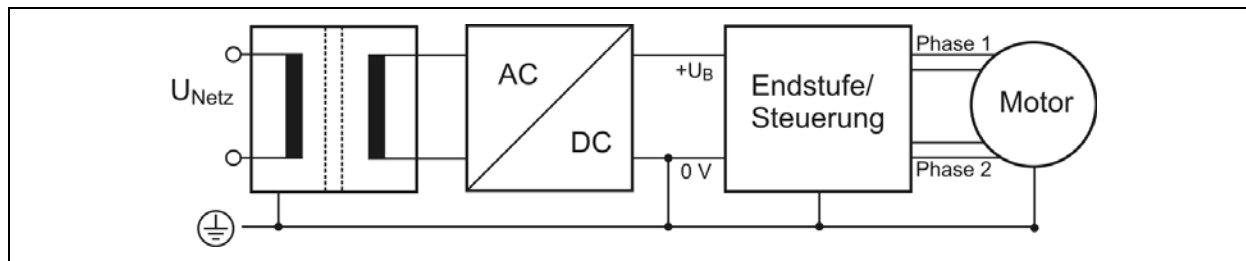 U_Netz
AC
DC
+U_B
0 V
Endstufe/
Steuerung
Phase 1
Phase 2
Motor